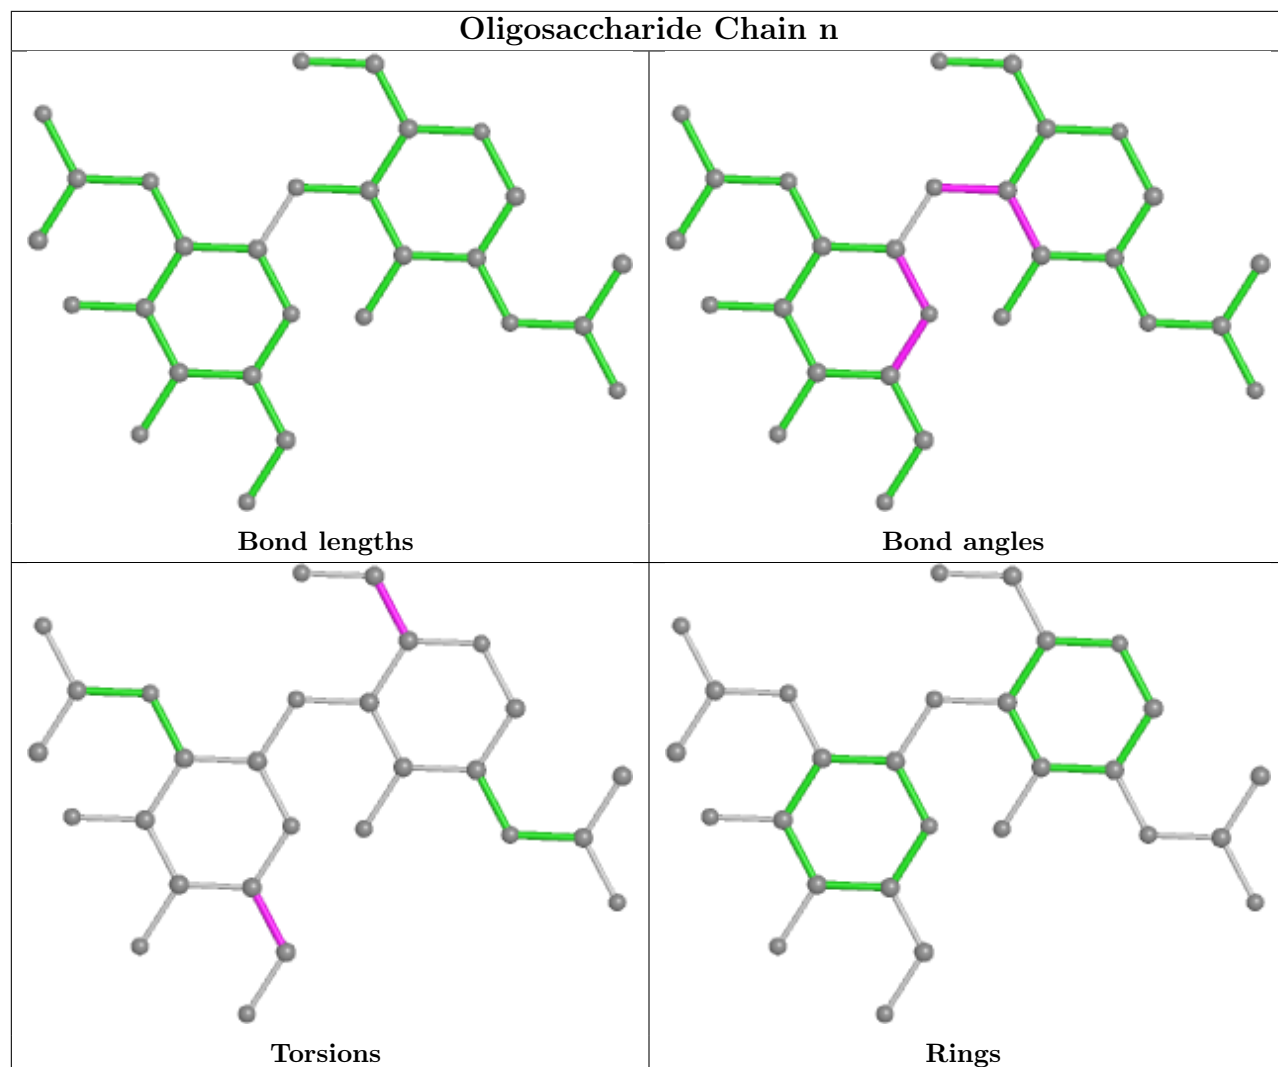 Oligosaccharide Chain n
Bond lengths
Bond angles
Torsions
Rings